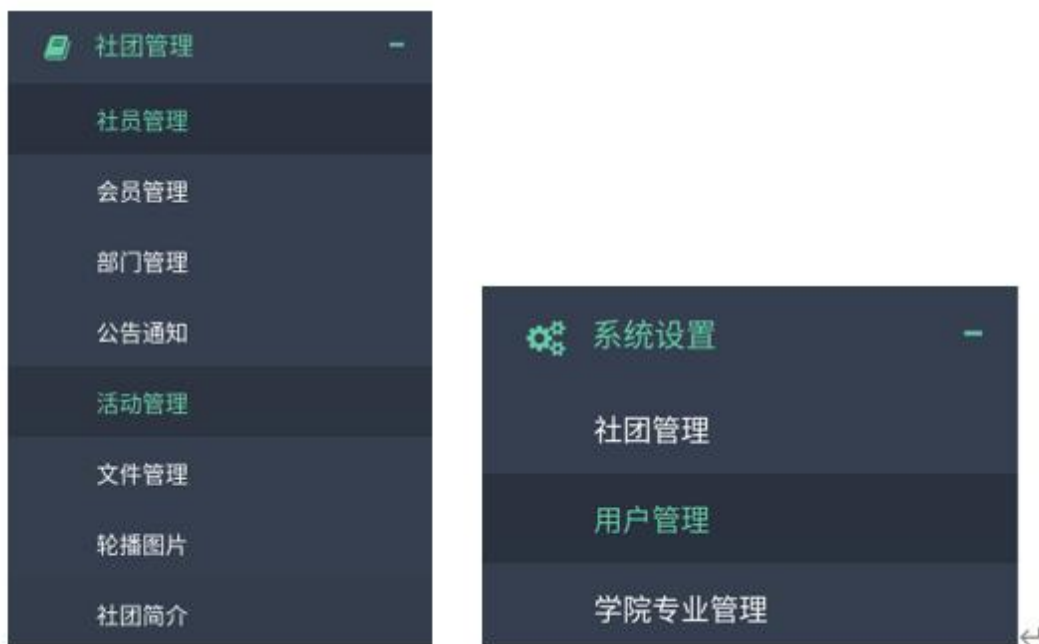 社团管理
社员管理
会员管理
部门管理
公告通知
活动管理
文件管理
轮播图片
社团简介
系统设置
社团管理
用户管理
学院专业管理